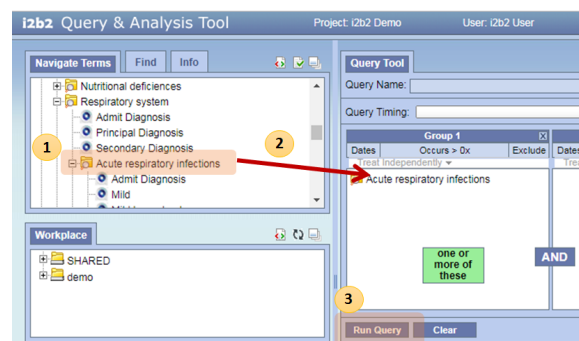 i2b2 Query & Analysis Tool
Project: i2b2 Demo
User: i2b2 User
Navigate Terms
Find
Info
Nutritional deficiences
Respiratory system
Admit Diagnosis
Principal Diagnosis
Secondary Diagnosis
Acute respiratory infections
Admit Diagnosis
Mild
1
2
Workplace
SHARED
demo
Query Tool
Query Name:
Query Timing:
Group 1
X
Dates
Occurs > 0x
Exclude
Treat Independently
Acute respiratory infections
one or
more of
these
AND
Dates
Trea
3
Run Query
Clear